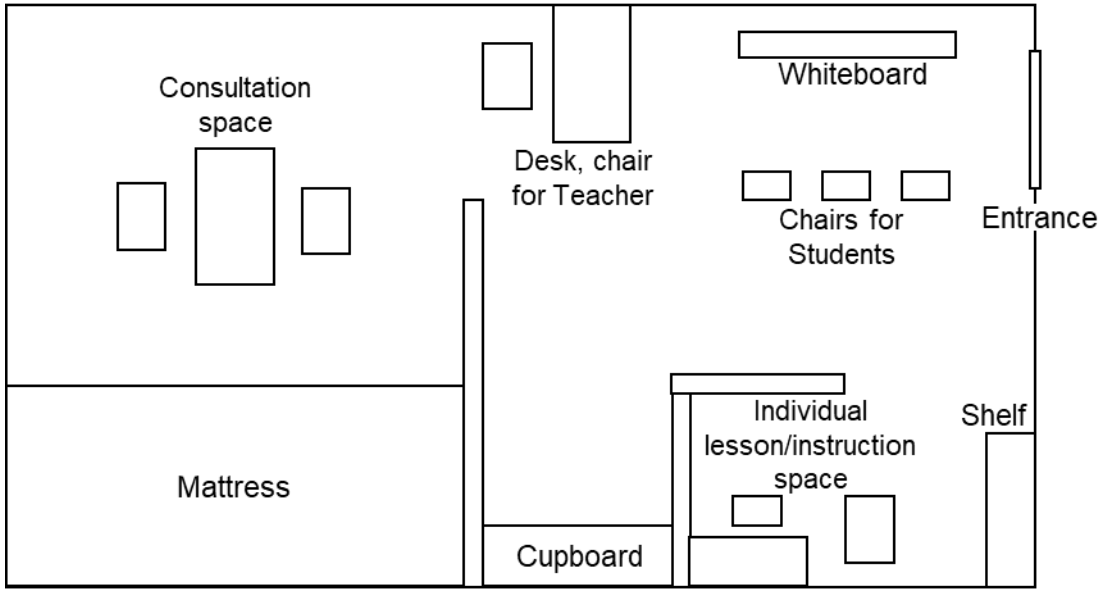 Consultation
space
Desk, chair
for Teacher
Whiteboard
Chairs for
Students
Entrance
Mattress
Cupboard
Individual
lesson/instruction
space
Shelf